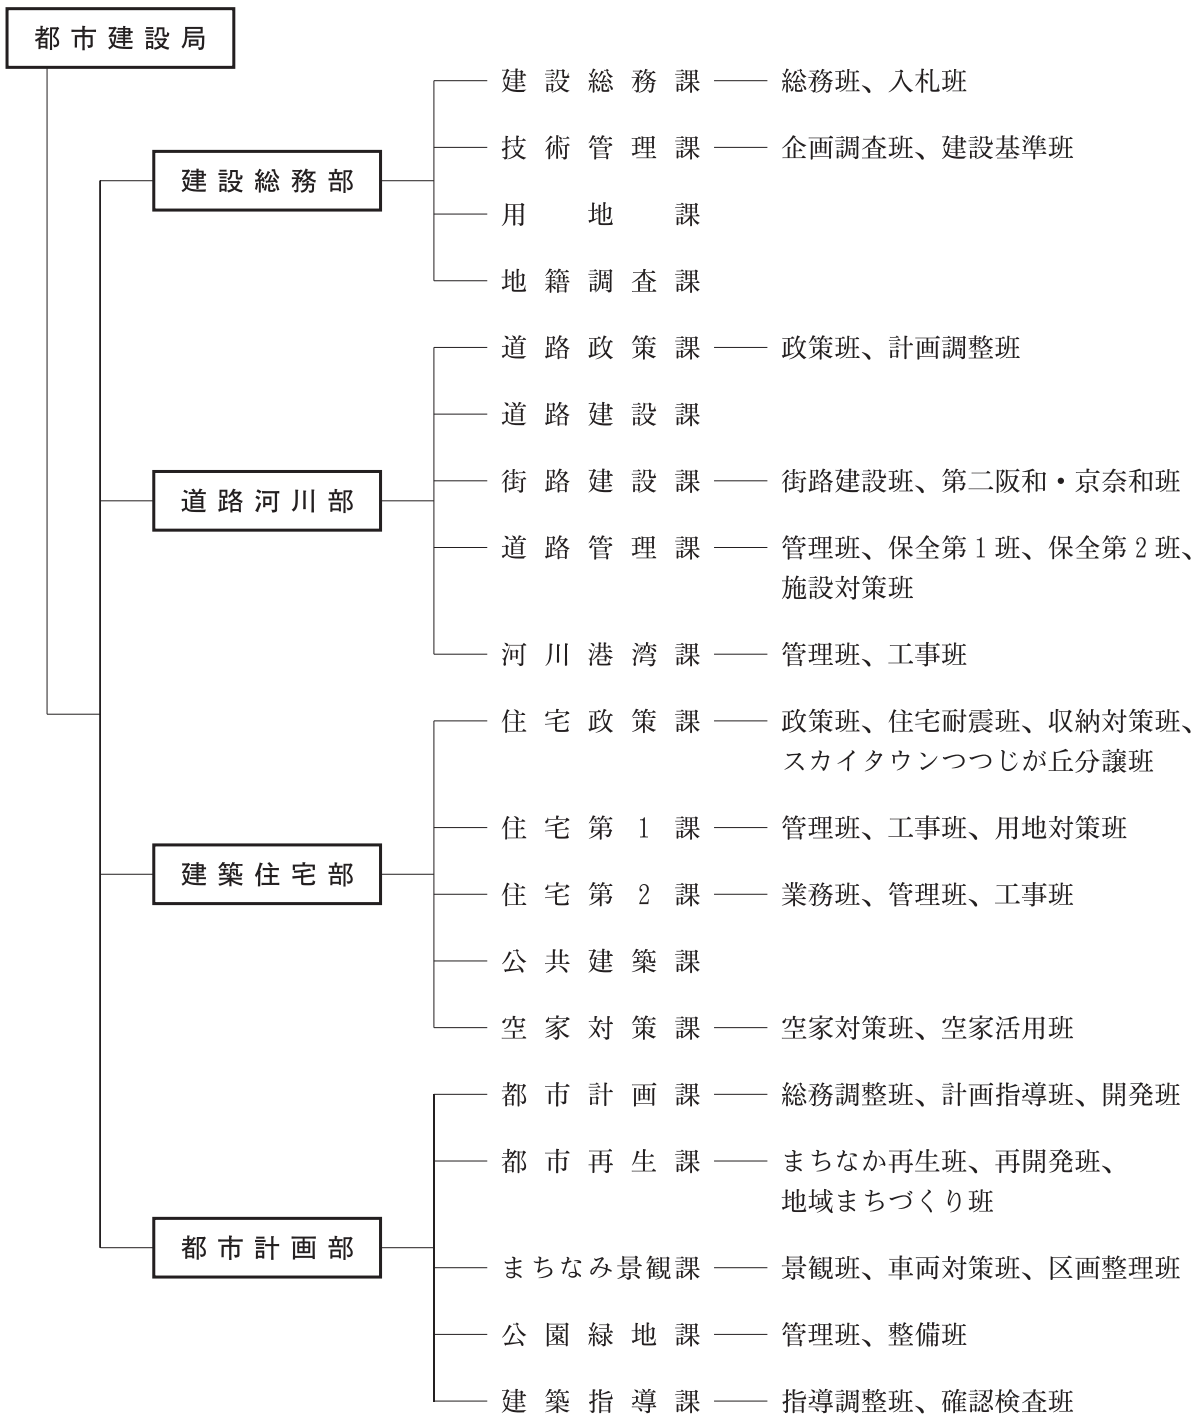 都市建設局
建設総務部
建設総務課 総務班、入札班
技術管理課 企画調査班、建設基準班
用地課
地籍調査課
道路河川部
道路政策課 政策班、計画調整班
道路建設課
街路建設課 街路建設班、第二阪和・京奈和班
道路管理課 管理班、保全第1班、保全第2班、
施設対策班
河川港湾課 管理班、工事班
建築住宅部
住宅政策課 政策班、住宅耐震班、収納対策班、
スカイタウンつつじが丘分譲班
住宅第1課 管理班、工事班、用地対策班
住宅第2課 業務班、管理班、工事班
公共建築課
空家対策課 空家対策班、空家活用班
都市計画部
都市計画課 総務調整班、計画指導班、開発班
都市再生課 まちなか再生班、再開発班、
地域まちづくり班
まちなみ景観課 景観班、車両対策班、区画整理班
公園緑地課 管理班、整備班
建築指導課 指導調整班、確認検査班